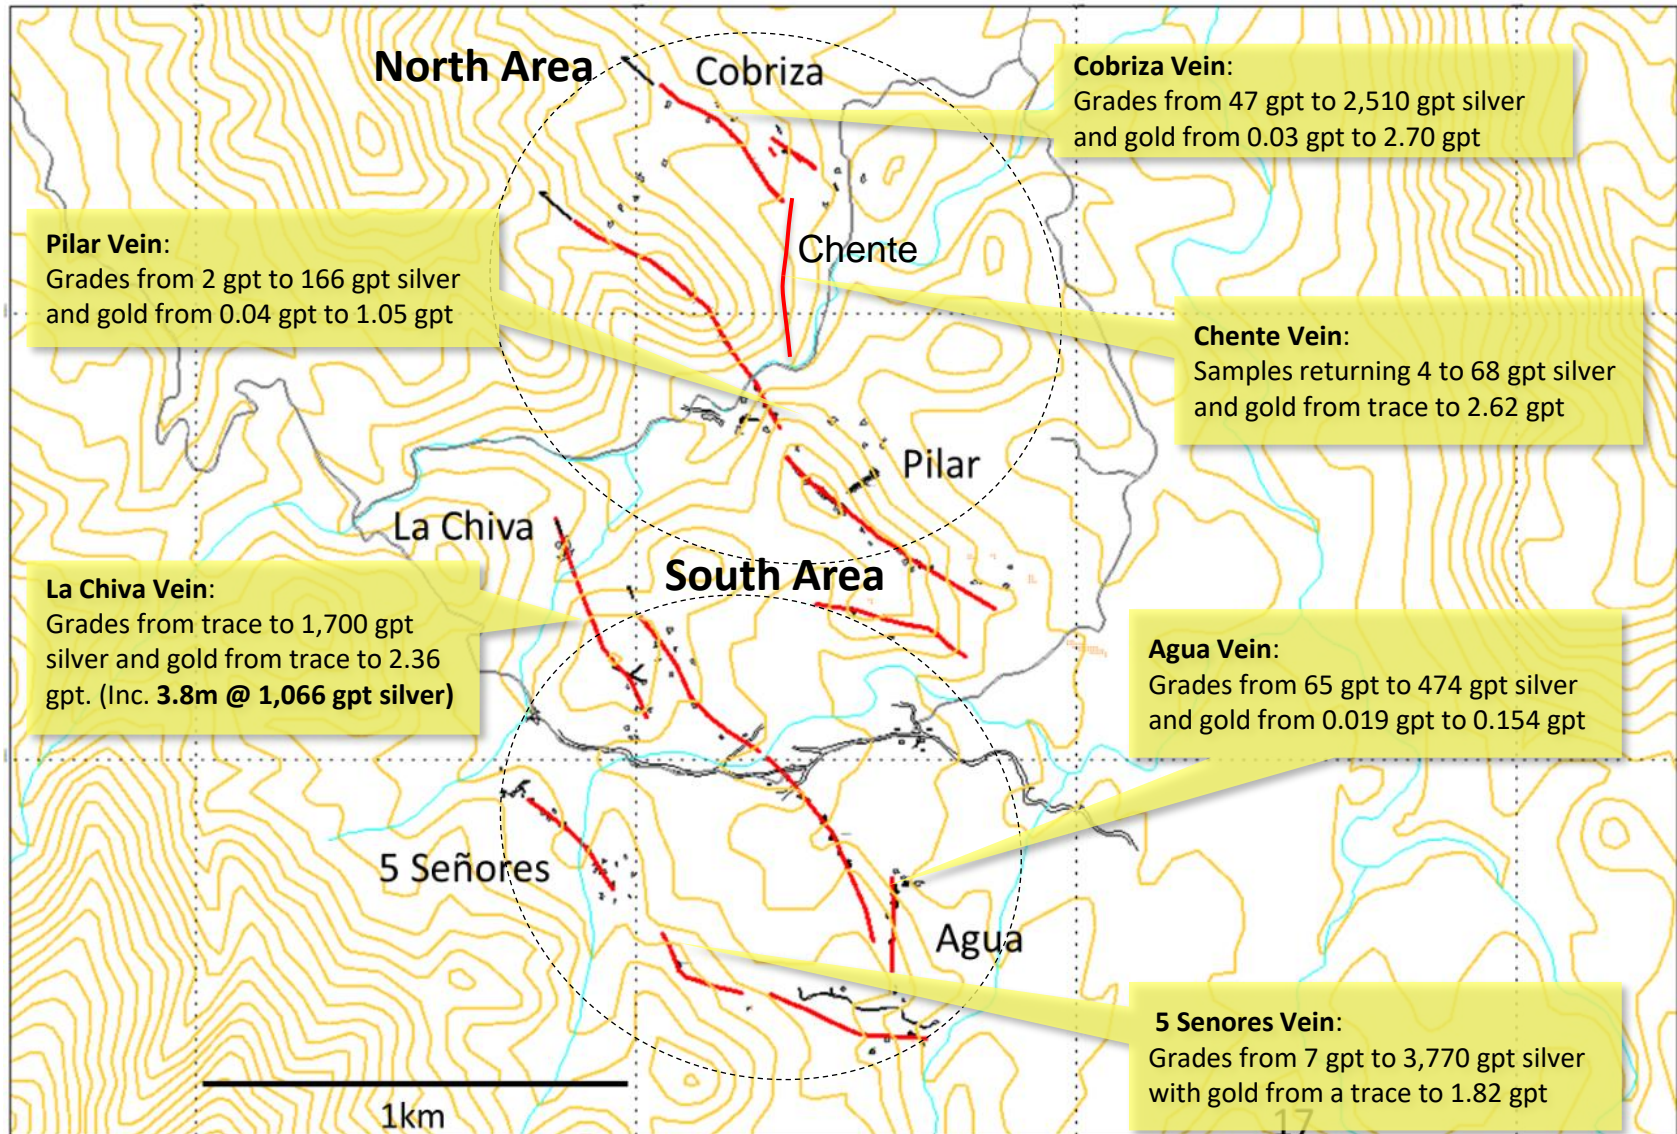 North Area
Cobriza
Cobriza Vein:
Grades from 47 gpt to 2,510 gpt silver
and gold from 0.03 gpt to 2.70 gpt
Pilar Vein:
Grades from 2 gpt to 166 gpt silver
and gold from 0.04 gpt to 1.05 gpt
Chente
Chente Vein:
Samples returning 4 to 68 gpt silver
and gold from trace to 2.62 gpt
Pilar
La Chiva
South Area
La Chiva Vein:
Grades from trace to 1,700 gpt
silver and gold from trace to 2.36
gpt. (Inc. 3.8m @ 1,066 gpt silver)
Agua Vein:
Grades from 65 gpt to 474 gpt silver
and gold from 0.019 gpt to 0.154 gpt
5 Señores
Agua
5 Senores Vein:
Grades from 7 gpt to 3,770 gpt silver
with gold from a trace to 1.82 gpt
1km
17